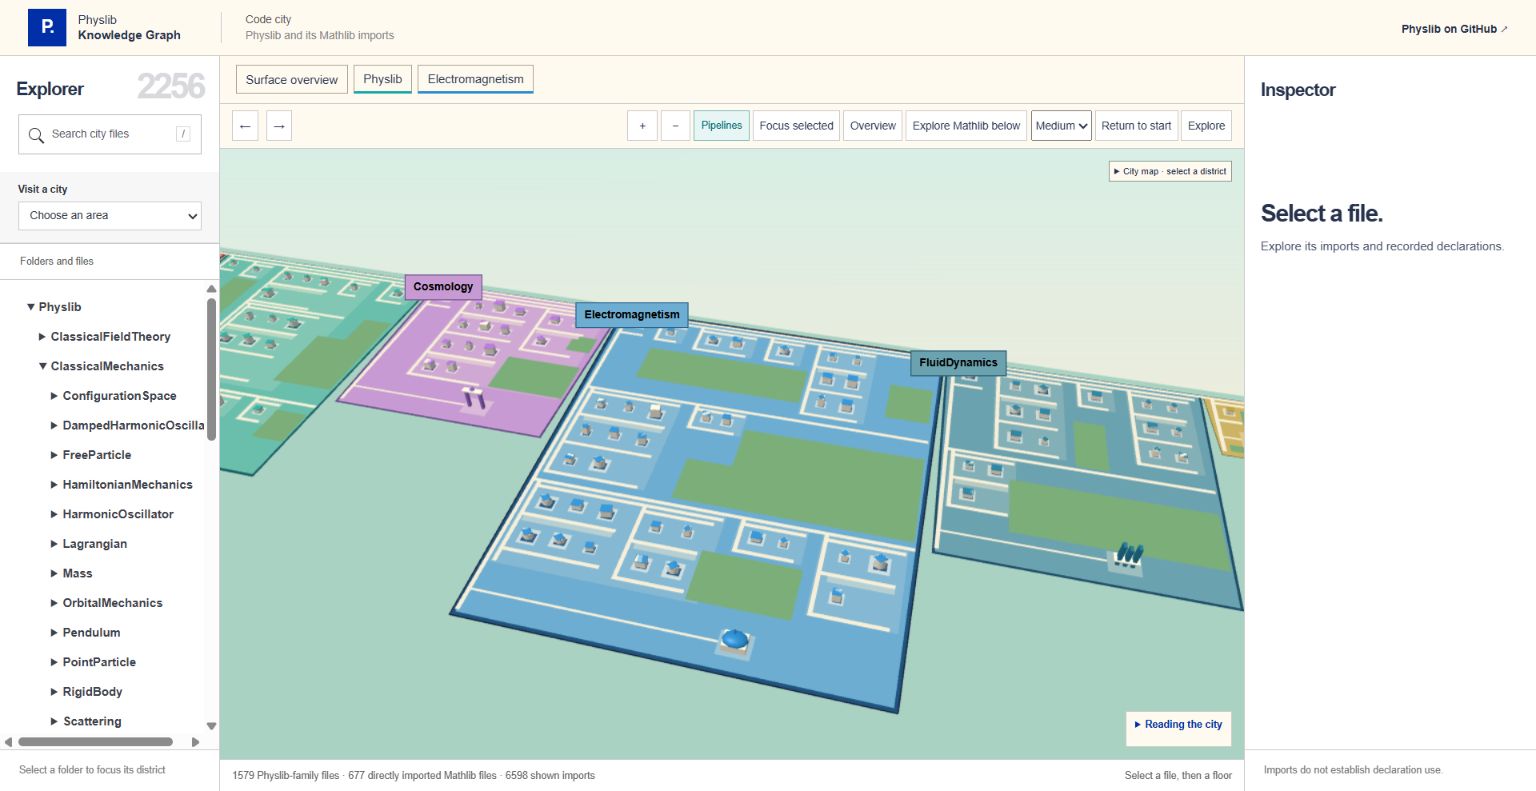 P.
Physlib
Knowledge Graph
Code city
Physlib and its Mathlib imports
Physlib on GitHub ↗
Explorer
2256
Search city files
/
Visit a city
Choose an area
Folders and files
▼ Physlib
▶ ClassicalFieldTheory
▼ ClassicalMechanics
▶ ConfigurationSpace
▶ DampedHarmonicOscilla
▶ FreeParticle
▶ HamiltonianMechanics
▶ HarmonicOscillator
▶ Lagrangian
▶ Mass
▶ OrbitalMechanics
▶ Pendulum
▶ PointParticle
▶ RigidBody
▶ Scattering
Select a folder to focus its district
Surface overview
Physlib
Electromagnetism
← →
+ − Pipelines Focus selected Overview Explore Mathlib below Medium Return to start Explore
▶ City map · select a district
Cosmology
Electromagnetism
FluidDynamics
▶ Reading the city
1579 Physlib-family files · 677 directly imported Mathlib files · 6598 shown imports
Select a file, then a floor
Inspector
Select a file.
Explore its imports and recorded declarations.
Imports do not establish declaration use.